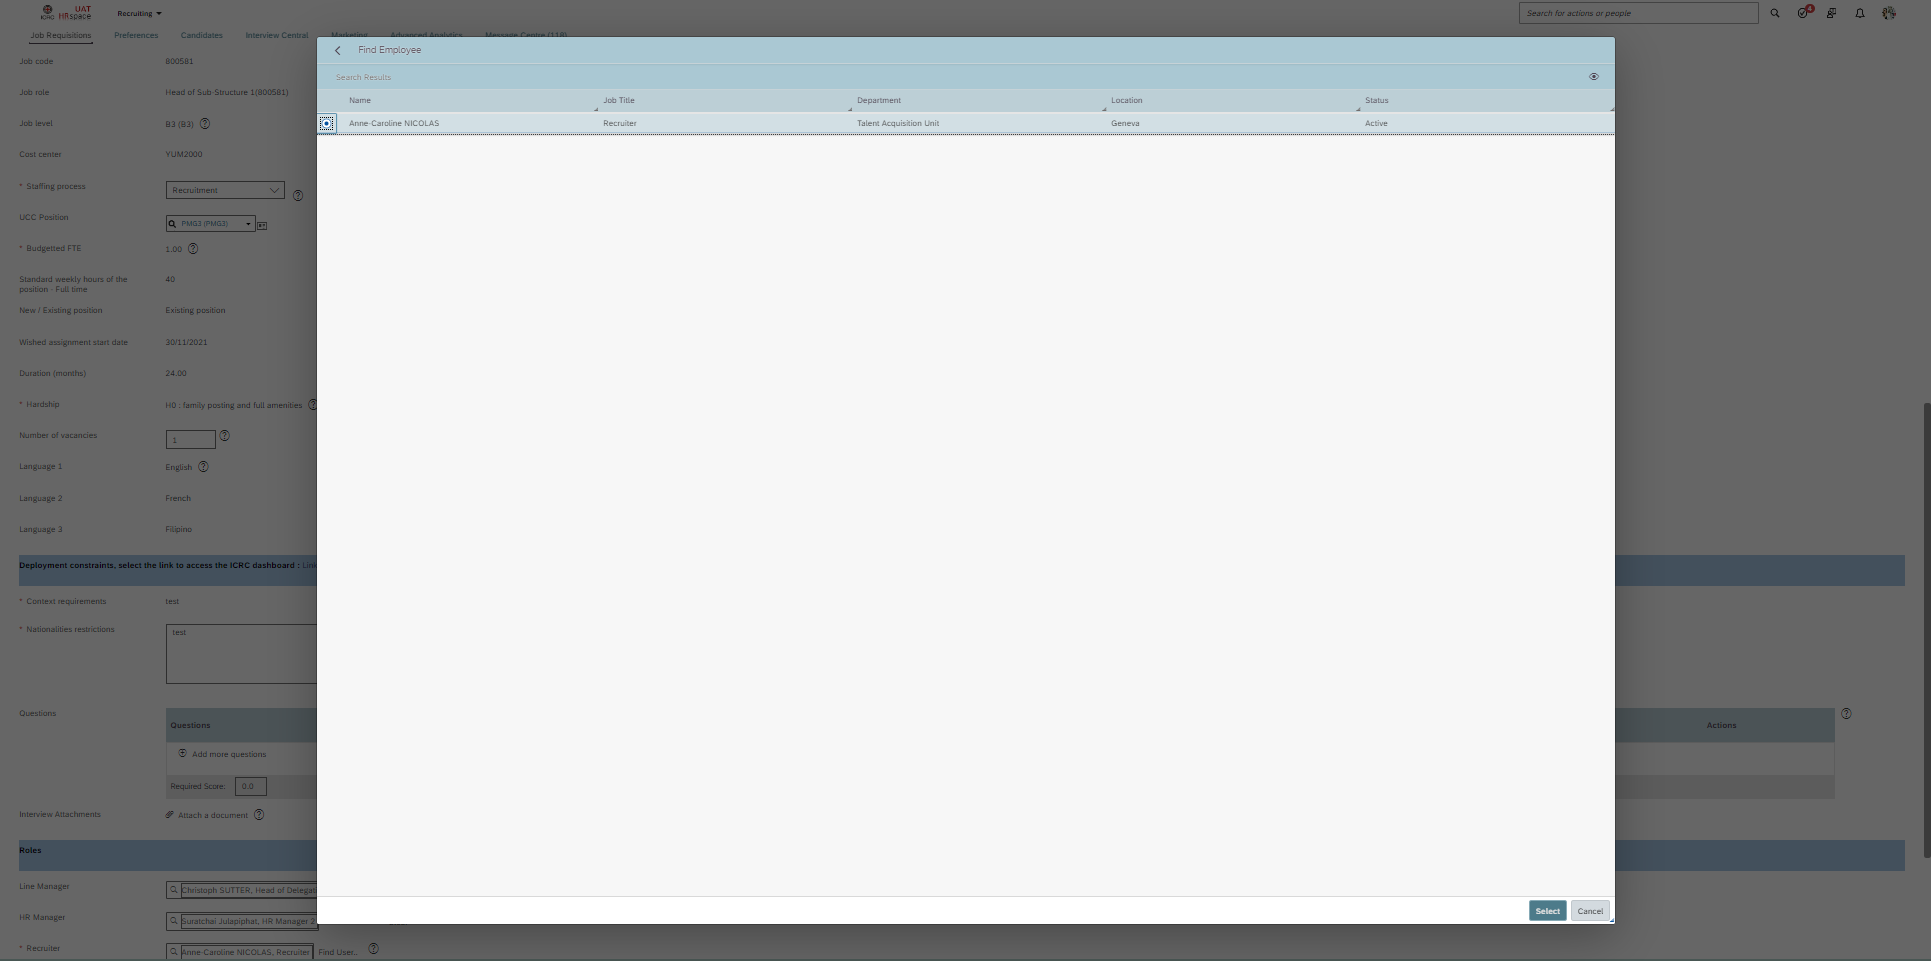 ICRC UAT HRspace Recruiting
Search for actions or people
4
Job Requisitions Preferences Candidates Interview Central Marketing Advanced Analytics Message Centre (118)
Find Employee
Search Results
Name Job Title Department Location Status
Anne-Caroline NICOLAS Recruiter Talent Acquisition Unit Geneva Active
Job code 800581
Job role Head of Sub-Structure 1(800581)
Job level B3 (B3)
Cost center YUM2000
* Staffing process Recruitment
UCC Position PMG3 (PMG3)
* Budgetted FTE 1.00
Standard weekly hours of the
position - Full time 40
New / Existing position Existing position
Wished assignment start date 30/11/2021
Duration (months) 24.00
* Hardship H0 : family posting and full amenities
Number of vacancies 1
Language 1 English
Language 2 French
Language 3 Filipino
Deployment constraints, select the link to access the ICRC dashboard : Link
* Context requirements test
* Nationalities restrictions test
Questions Questions Actions
Add more questions
Required Score: 0.0
Interview Attachments Attach a document
Roles
Line Manager Christoph SUTTER, Head of Delegat
HR Manager Suratchai Julapiphat, HR Manager 2
* Recruiter Anne-Caroline NICOLAS, Recruiter Find User..
Select Cancel